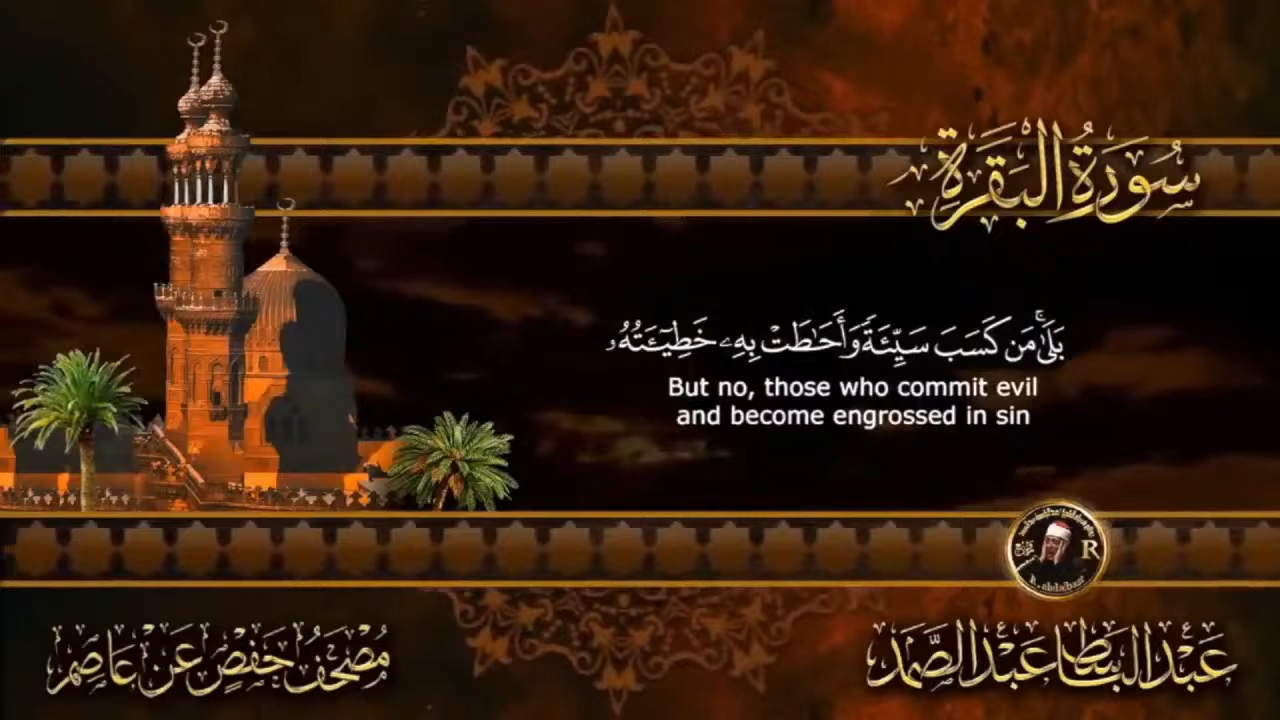 سُورَةُ البَقَرَةِ
بَلَىٰ مَن كَسَبَ سَيِّئَةً وَأَحَٰطَتْ بِهِۦ خَطِيٓـَٔتُهُۥ
But no, those who commit evil
and become engrossed in sin
R
عَبْدُ البَاسِط عَبْدُ الصَّمَد
مُصْحَفُ حَفْصٍ عَنْ عَاصِم